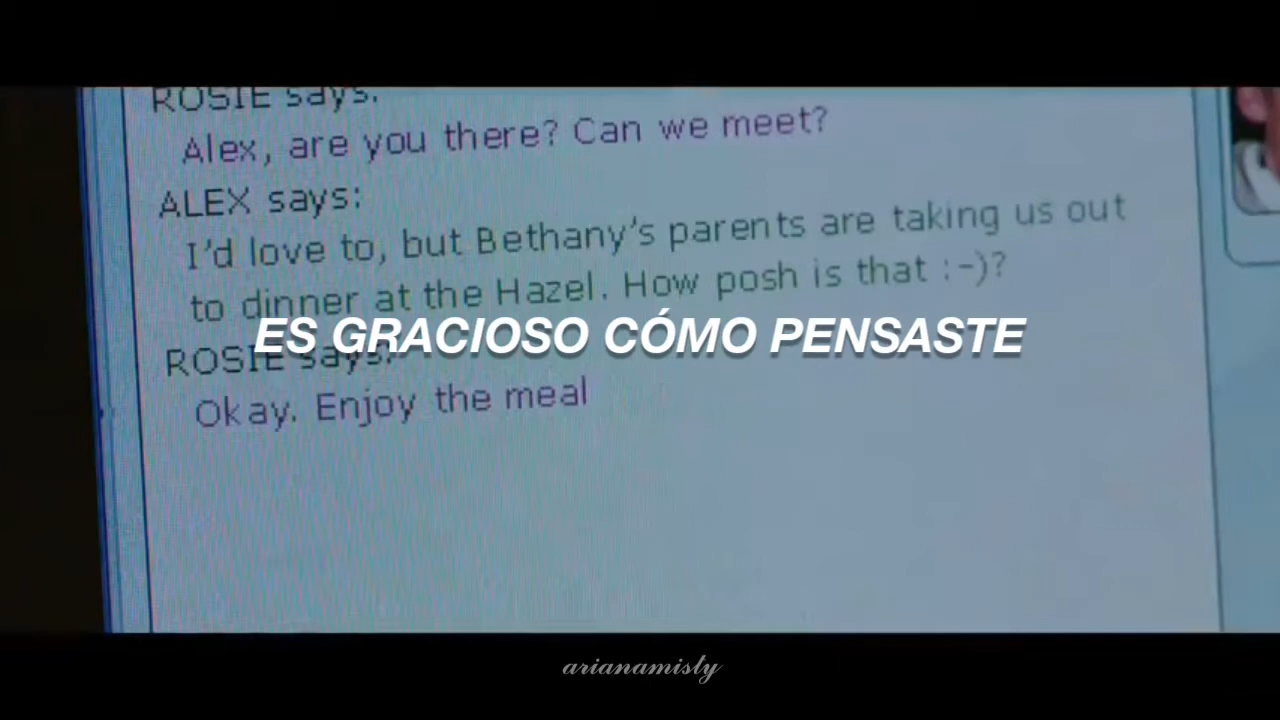 ROSIE says:
Alex, are you there? Can we meet?
ALEX says:
I'd love to, but Bethany's parents are taking us out
to dinner at the Hazel. How posh is that :-)?
ES GRACIOSO CÓMO PENSASTE
ROSIE says:
Okay. Enjoy the meal
arianamisty